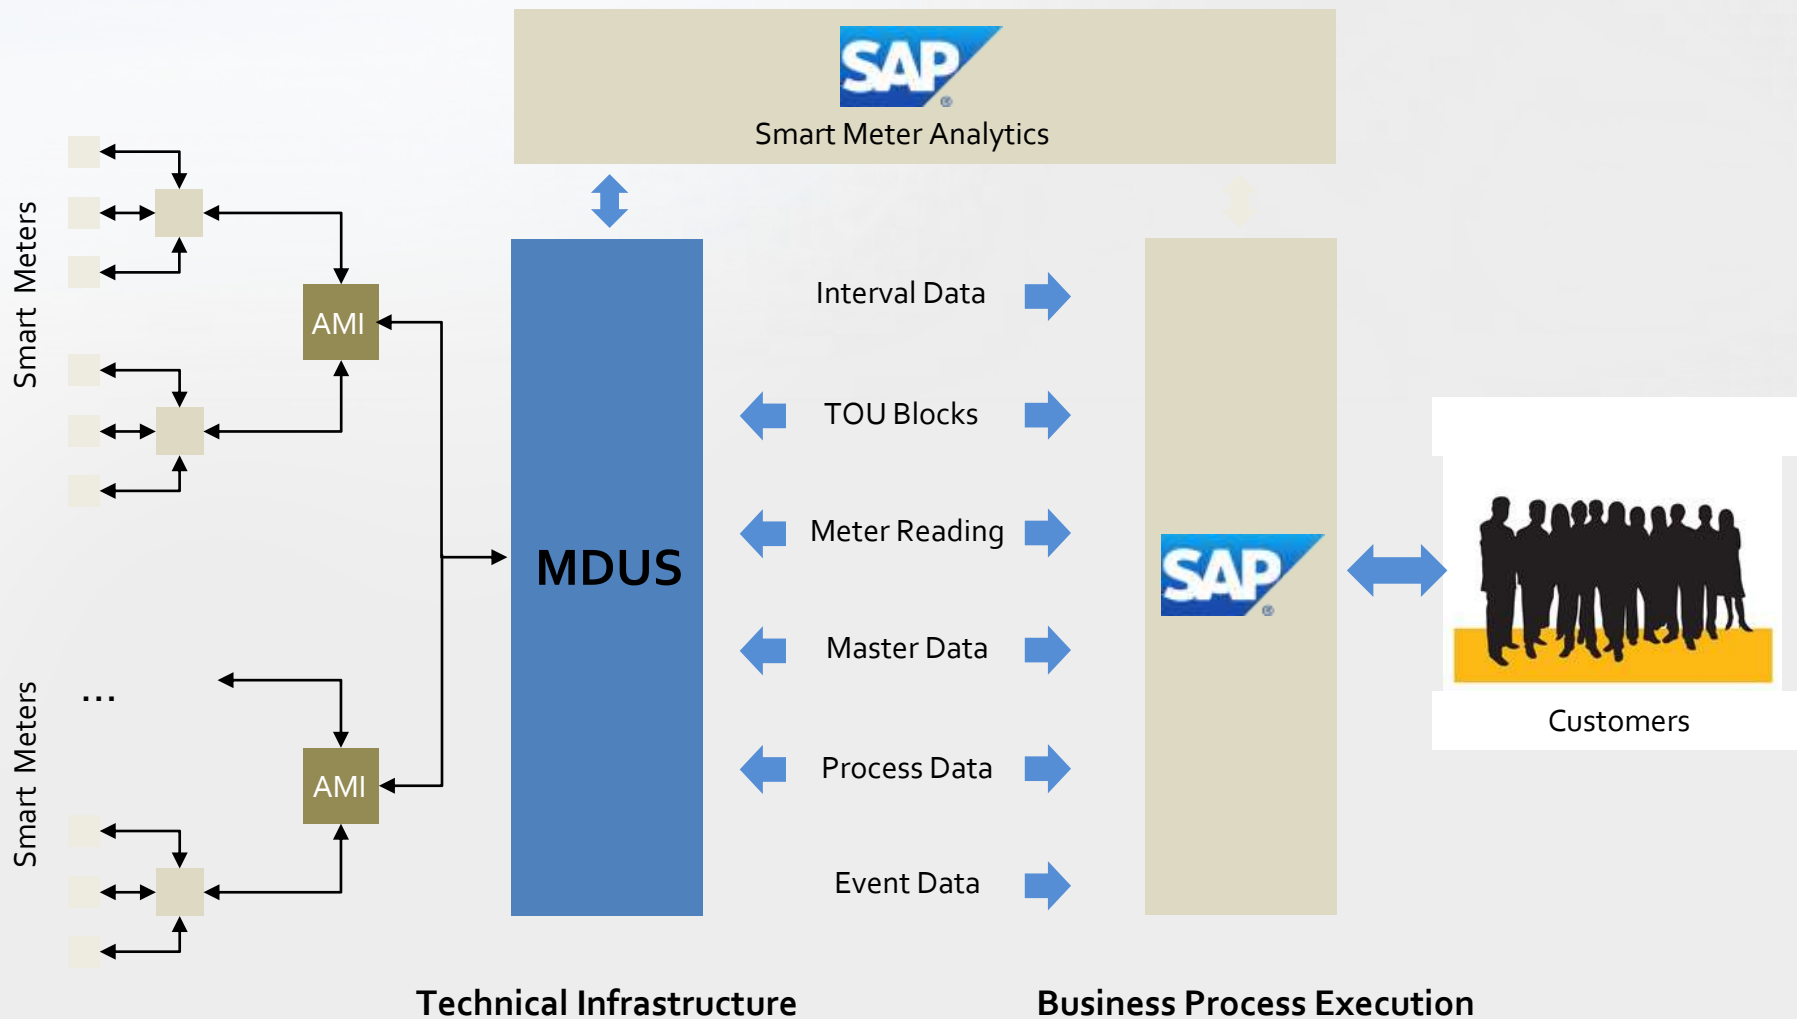 SAP
®
Smart Meter Analytics
Smart Meters
AMI
Smart Meters
AMI
MDUS
Interval Data
TOU Blocks
Meter Reading
Master Data
Process Data
Event Data
SAP
®
Customers
...
Technical Infrastructure
Business Process Execution